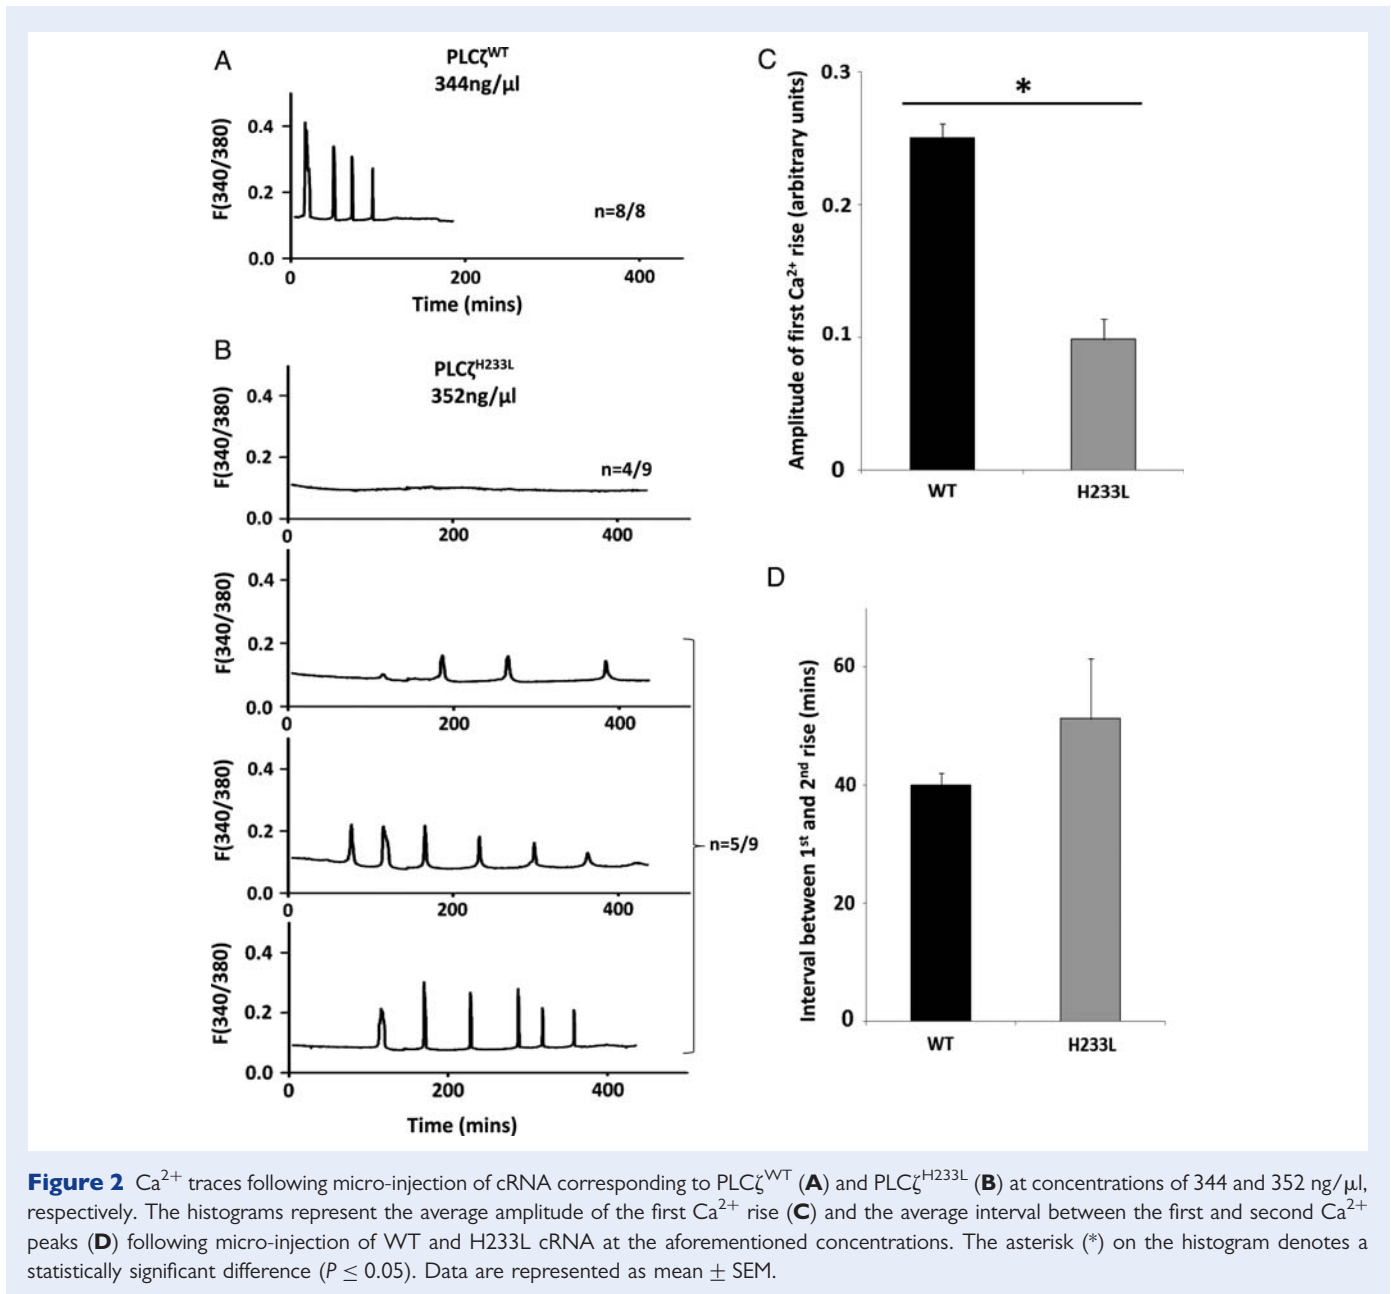 A
PLCζWT
344ng/μl
F(340/380)
0.4
0.2
0.0
n=8/8
0
200
400
Time (mins)
B
PLCζH233L
352ng/μl
F(340/380)
0.4
0.2
0.0
n=4/9
0
200
400
F(340/380)
0.4
0.2
0.0
0
200
400
F(340/380)
0.4
0.2
0.0
0
200
400
n=5/9
F(340/380)
0.4
0.2
0.0
0
200
400
Time (mins)
C
Amplitude of first Ca2+ rise (arbitrary units)
0.3
0.2
0.1
0
*
WT
H233L
D
Interval between 1st and 2nd rise (mins)
60
40
20
0
WT
H233L
Figure 2 Ca2+ traces following micro-injection of cRNA corresponding to PLCζWT (A) and PLCζH233L (B) at concentrations of 344 and 352 ng/μl,
respectively. The histograms represent the average amplitude of the first Ca2+ rise (C) and the average interval between the first and second Ca2+
peaks (D) following micro-injection of WT and H233L cRNA at the aforementioned concentrations. The asterisk (*) on the histogram denotes a
statistically significant difference (P ≤ 0.05). Data are represented as mean ± SEM.